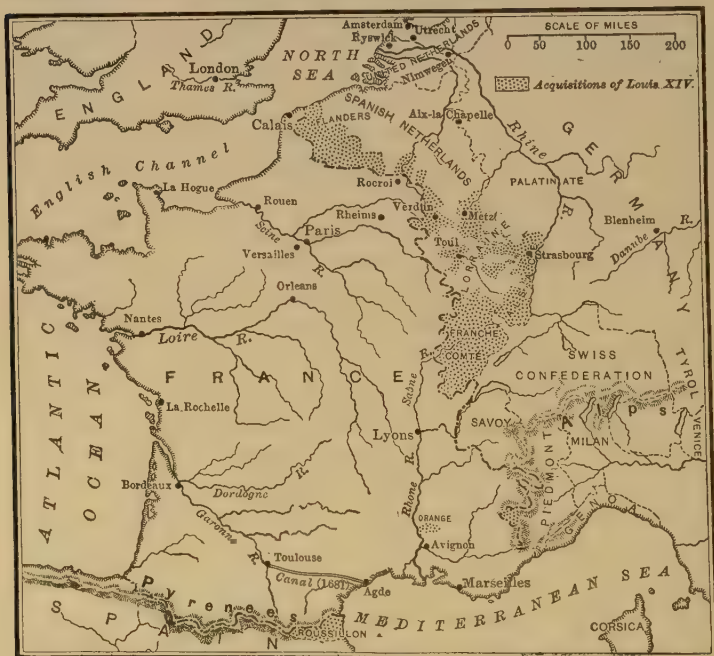 Amsterdam
Utrecht
Ryswick
SCALE OF MILES
0 50 100 150 200
NORTH
SEA
UNITED NETHERLANDS
Nimwegen
Acquisitions of Louis XIV.
London
Thames R.
ENGLAND
Calais
FLANDERS
SPANISH NETHERLANDS
Aix-la Chapelle
Rhine
R.
GERMANY
English Channel
La Hogue
Rocroi
PALATINATE
Rouen
Rheims
Verdun
Metz
Blenheim
Seine
R.
Paris
Versailles
Toul
LORRAINE
Strasbourg
Danube R.
Orleans
Nantes
Loire R.
FRANCHE
COMTÉ
SWISS
CONFEDERATION
TYROL
ATLANTIC
OCEAN
FRANCE
Saône
R.
La Rochelle
Lyons
SAVOY
Alps
MILAN
VENICE
PIEDMONT
GENOA
Bordeaux
Dordogne
R.
Garonne
R.
Rhone
R.
ORANGE
Avignon
Toulouse
Canal (1681)
Agde
Marseilles
MEDITERRANEAN SEA
Pyrenees
SPAIN
ROUSSILLON
CORSICA